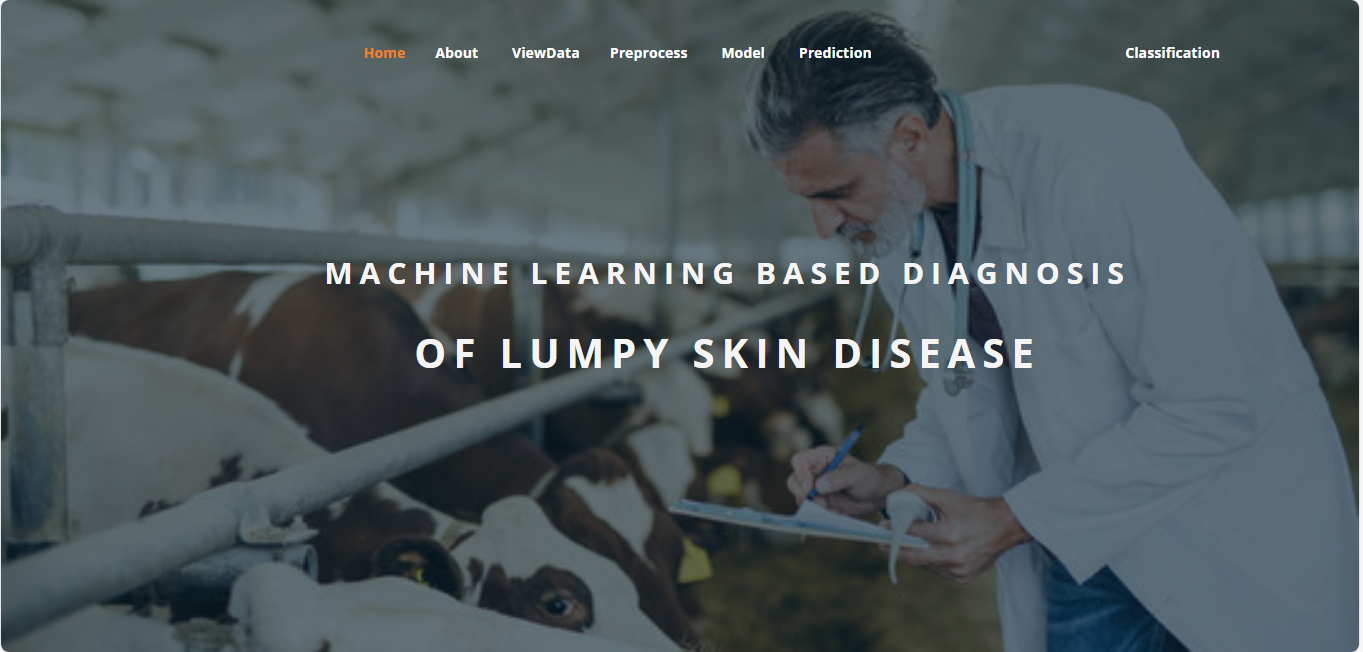 Home About ViewData Preprocess Model Prediction Classification
MACHINE LEARNING BASED DIAGNOSIS
OF LUMPY SKIN DISEASE